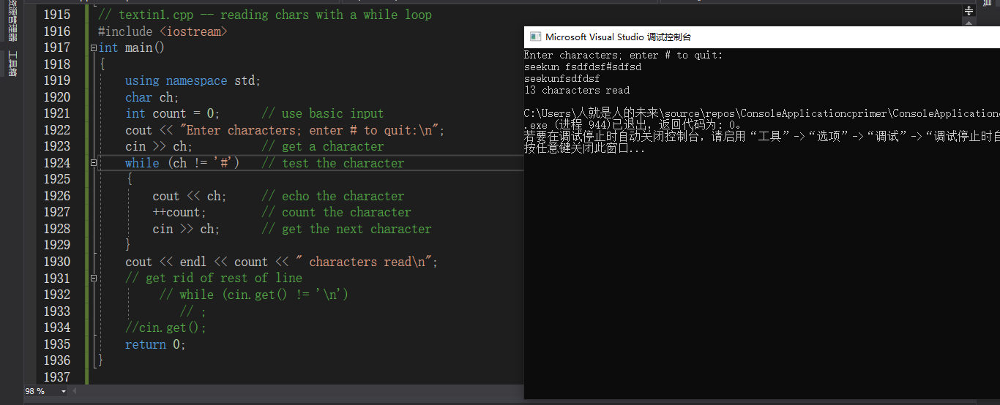 资源管理器
工具箱
1915 // textin1.cpp -- reading chars with a while loop
1916 #include <iostream>
1917 int main()
1918 {
1919 using namespace std;
1920 char ch;
1921 int count = 0; // use basic input
1922 cout << "Enter characters; enter # to quit:\n";
1923 cin >> ch; // get a character
1924 while (ch != '#') // test the character
1925 {
1926 cout << ch; // echo the character
1927 ++count; // count the character
1928 cin >> ch; // get the next character
1929 }
1930 cout << endl << count << " characters read\n";
1931 // get rid of rest of line
1932 // while (cin.get() != '\n')
1933 // ;
1934 //cin.get();
1935 return 0;
1936 }
1937
98 %
Microsoft Visual Studio 调试控制台
Enter characters; enter # to quit:
seekun fsdfdsf#sdfsd
seekunfsdfdsf
13 characters read
C:\Users\人就是人的未来\source\repos\ConsoleApplicationcprimer\ConsoleApplication
.exe (进程 944)已退出，返回代码为: 0。
若要在调试停止时自动关闭控制台，请启用“工具”->“选项”->“调试”->“调试停止时自
按任意键关闭此窗口...